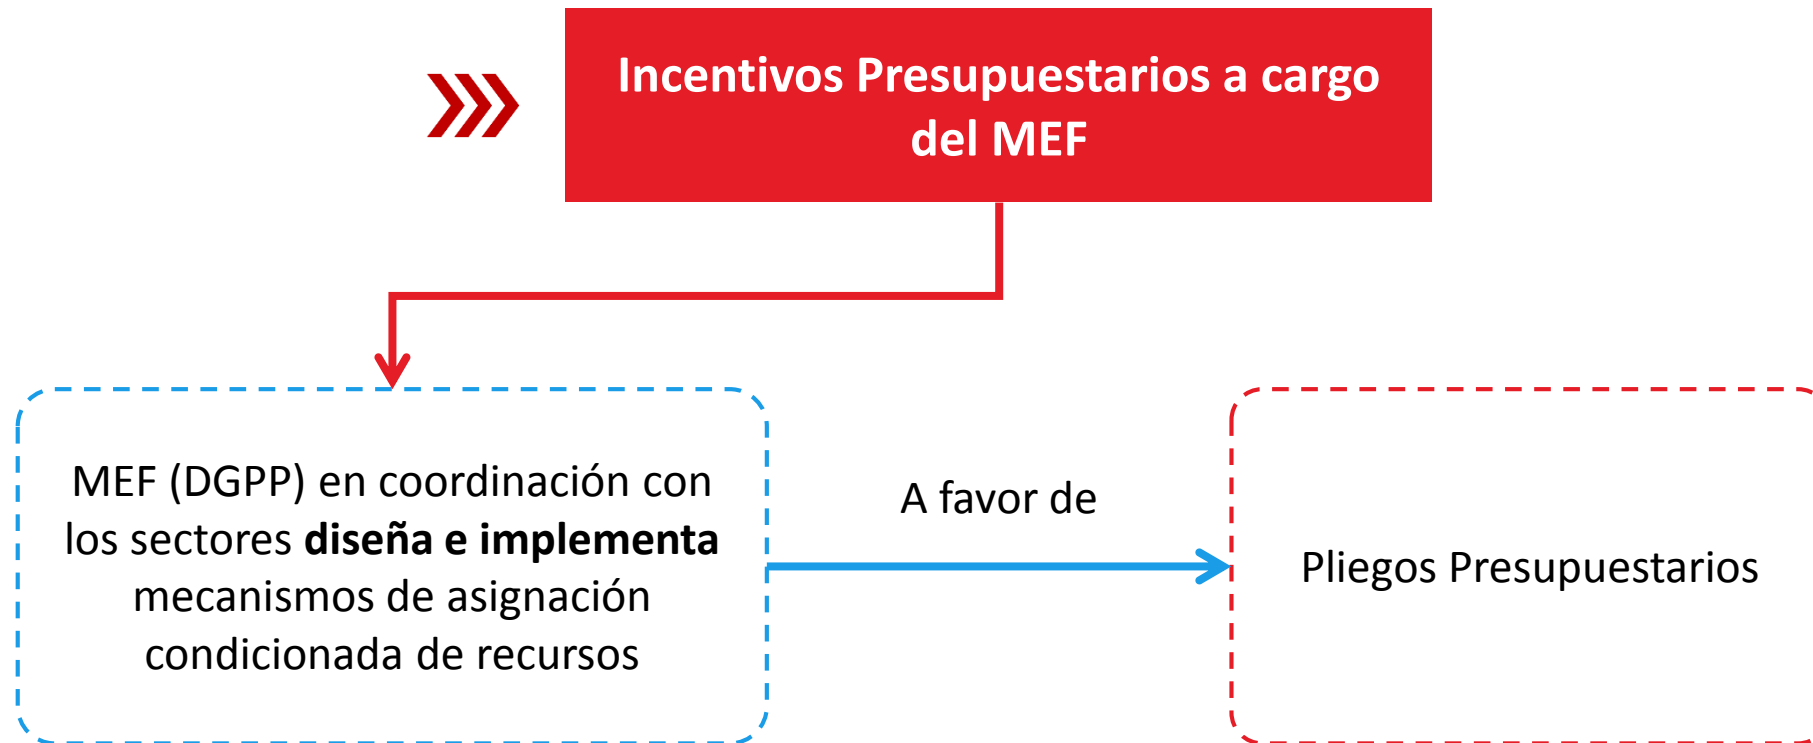 Incentivos Presupuestarios a cargo
del MEF
MEF (DGPP) en coordinación con
los sectores diseña e implementa
mecanismos de asignación
condicionada de recursos
A favor de
Pliegos Presupuestarios